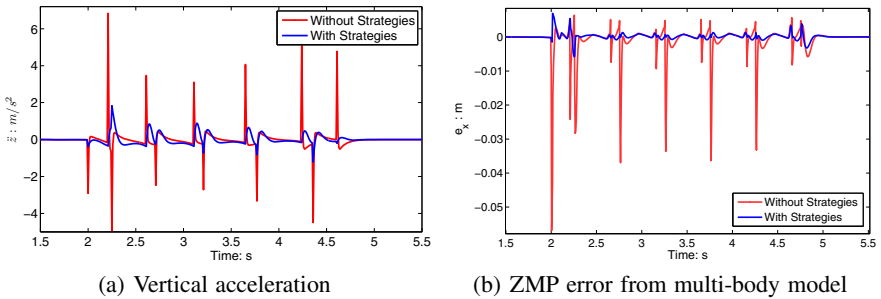 6
4
2
0
−2
−4
z̈ : m/s²
Without Strategies
With Strategies
1.5 2 2.5 3 3.5 4 4.5 5 5.5
Time: s
(a) Vertical acceleration
0
−0.01
−0.02
−0.03
−0.04
−0.05
e_x : m
Without Strategies
With Strategies
1.5 2 2.5 3 3.5 4 4.5 5 5.5
Time: s
(b) ZMP error from multi-body model